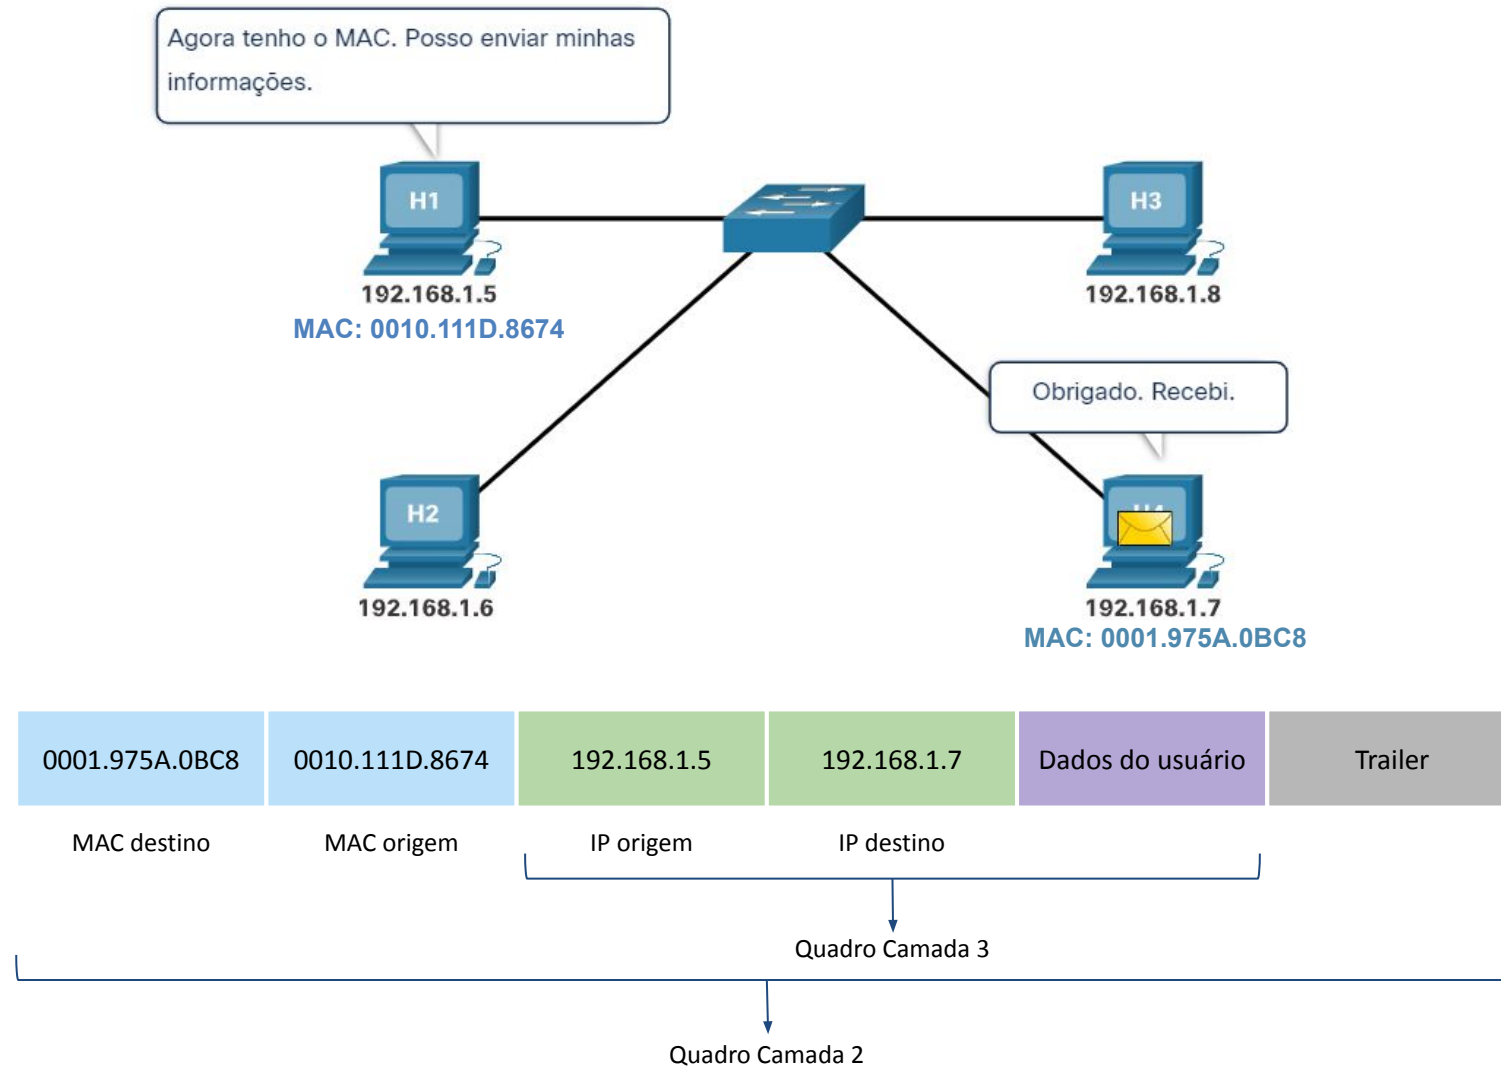 Agora tenho o MAC. Posso enviar minhas
informações.
H1
H3
192.168.1.5
192.168.1.8
MAC: 0010.111D.8674
Obrigado. Recebi.
H2
H4
192.168.1.6
192.168.1.7
MAC: 0001.975A.0BC8
0001.975A.0BC8
0010.111D.8674
192.168.1.5
192.168.1.7
Dados do usuário
Trailer
MAC destino
MAC origem
IP origem
IP destino
Quadro Camada 3
Quadro Camada 2